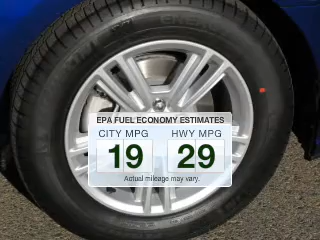 EPA FUEL ECONOMY ESTIMATES
CITY MPG HWY MPG
19 29
Actual mileage may vary.